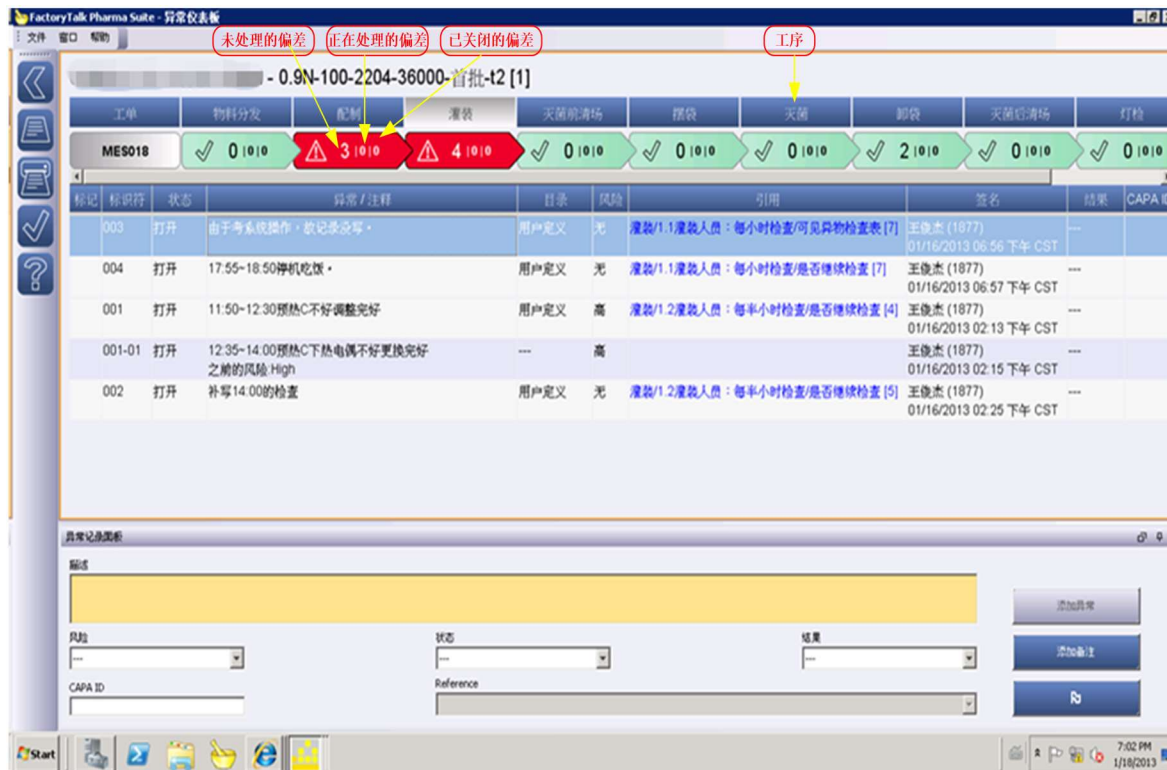 FactoryTalk Pharma Suite - 异常仪表板
文件 窗口 帮助
未处理的偏差 正在处理的偏差 已关闭的偏差 工序
- 0.9N-100-2204-36000-首批-t2 [1]
工单 物料分发 配制 灌装 灭菌前清场 摆袋 灭菌 卸袋 灭菌后清场 灯检
MES018 0|0|0 3|0|0 4|0|0 0|0|0 0|0|0 0|0|0 2|0|0 0|0|0 0|0|0
标记 标识符 状态 异常 / 注释 目录 风险 引用 签名 结果 CAPA ID
003 打开 由于考系统操作，故记录没写。 用户定义 无 灌装/1.1灌装人员：每小时检查/可见异物检查表 [7] 王俊杰 (1877) ---
01/16/2013 06:56 下午 CST
004 打开 17:55~18:50停机吃饭。 用户定义 无 灌装/1.1灌装人员：每小时检查/是否继续检查 [7] 王俊杰 (1877) ---
01/16/2013 06:57 下午 CST
001 打开 11:50~12:30预热C不好调整完好 用户定义 高 灌装/1.2灌装人员：每半小时检查/是否继续检查 [4] 王俊杰 (1877) ---
01/16/2013 02:13 下午 CST
001-01 打开 12:35~14:00预热C下热电偶不好更换完好 --- 高 王俊杰 (1877) ---
之前的风险:High 01/16/2013 02:15 下午 CST
002 打开 补写14:00的检查 用户定义 无 灌装/1.2灌装人员：每半小时检查/是否继续检查 [5] 王俊杰 (1877) ---
01/16/2013 02:25 下午 CST
异常记录面板
描述
添加异常
风险 状态 结果
--- --- ---
添加备注
CAPA ID Reference
Start
7:02 PM
1/18/2013